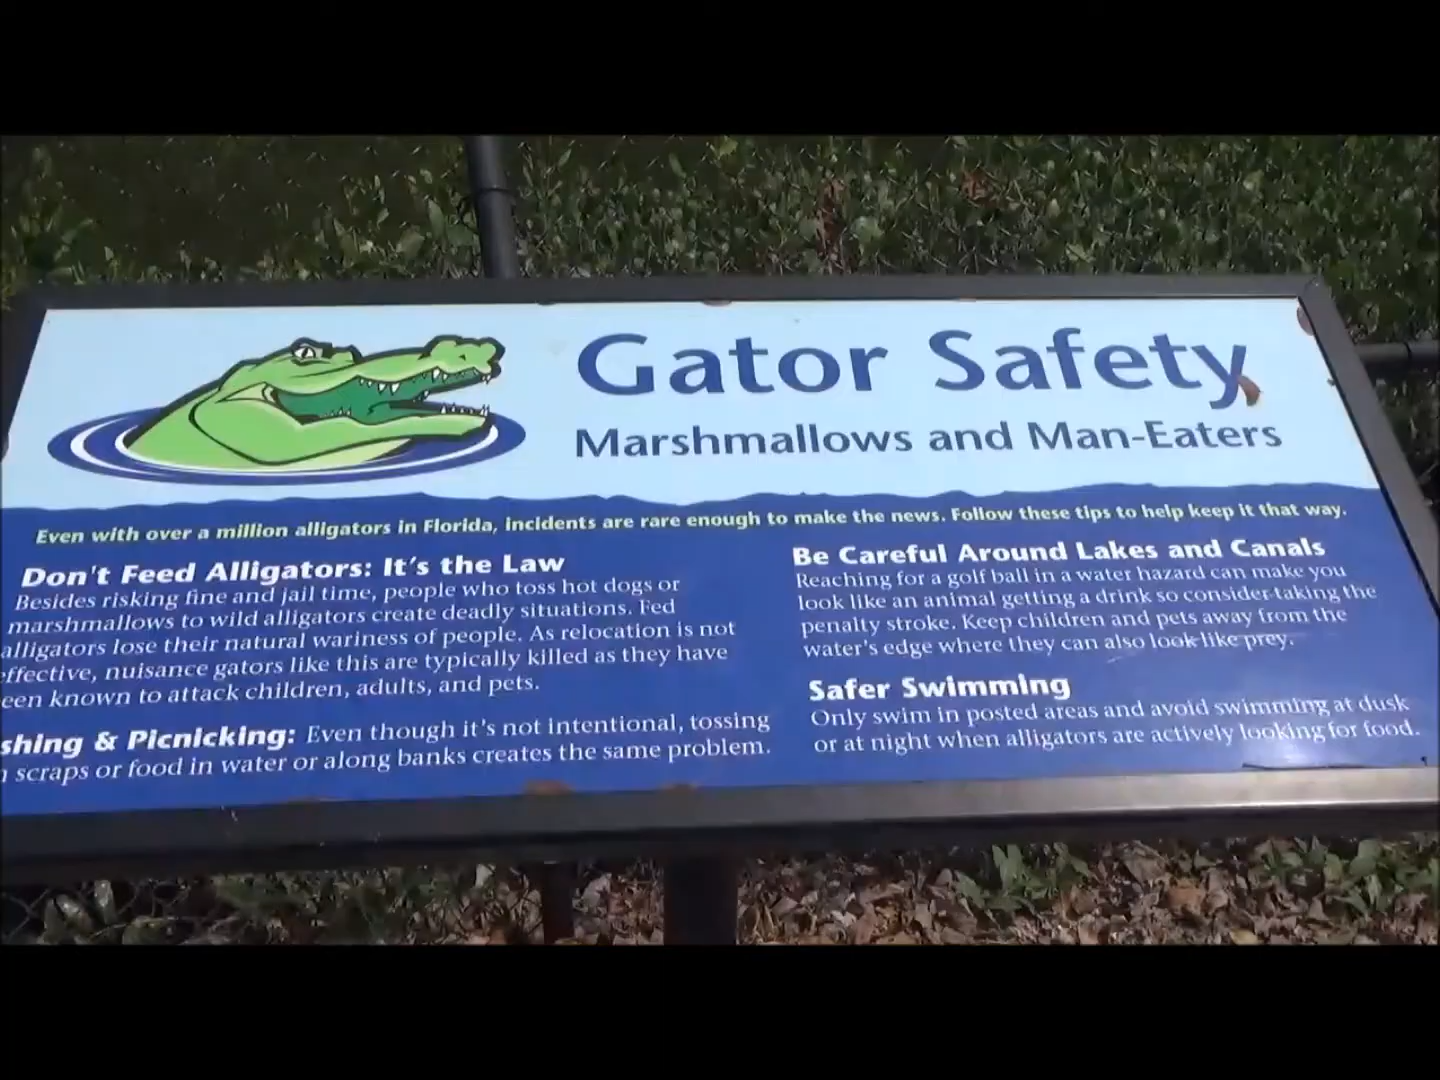 Gator Safety
Marshmallows and Man-Eaters
Even with over a million alligators in Florida, incidents are rare enough to make the news. Follow these tips to help keep it that way.
Don't Feed Alligators: It's the Law
Besides risking fine and jail time, people who toss hot dogs or
marshmallows to wild alligators create deadly situations. Fed
alligators lose their natural wariness of people. As relocation is not
effective, nuisance gators like this are typically killed as they have
een known to attack children, adults, and pets.
shing & Picnicking: Even though it's not intentional, tossing
scraps or food in water or along banks creates the same problem.
Be Careful Around Lakes and Canals
Reaching for a golf ball in a water hazard can make you
look like an animal getting a drink so consider taking the
penalty stroke. Keep children and pets away from the
water's edge where they can also look like prey.
Safer Swimming
Only swim in posted areas and avoid swimming at dusk
or at night when alligators are actively looking for food.